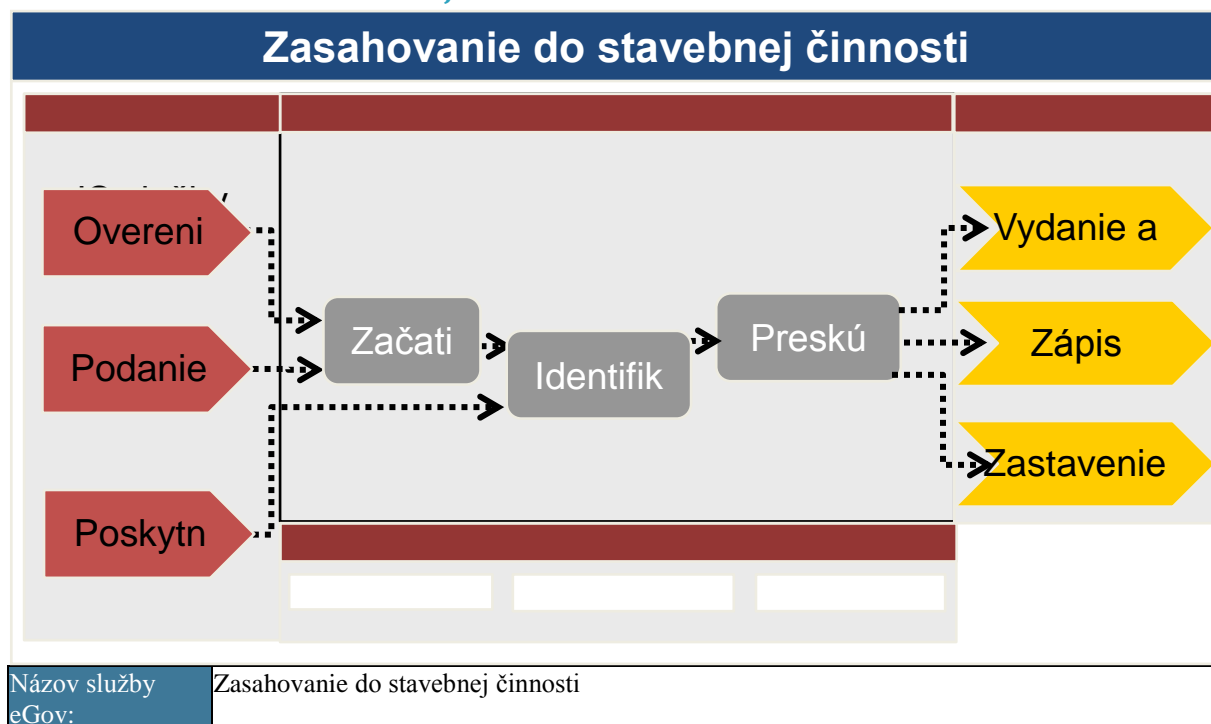 Zasahovanie do stavebnej činnosti
Overeni
Podanie
Poskytn
Začati
Identifik
Preskú
Vydanie a
Zápis
Zastavenie
Názov služby
eGov:
Zasahovanie do stavebnej činnosti